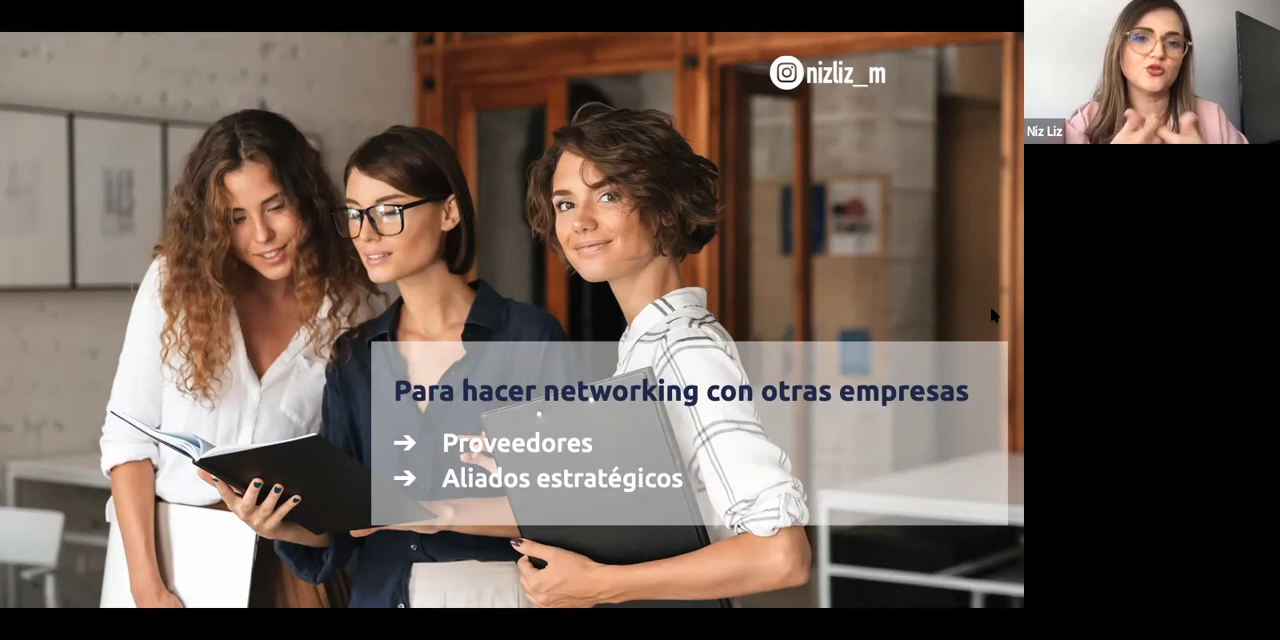 nizliz_m
Niz Liz
Para hacer networking con otras empresas
➔ Proveedores
➔ Aliados estratégicos